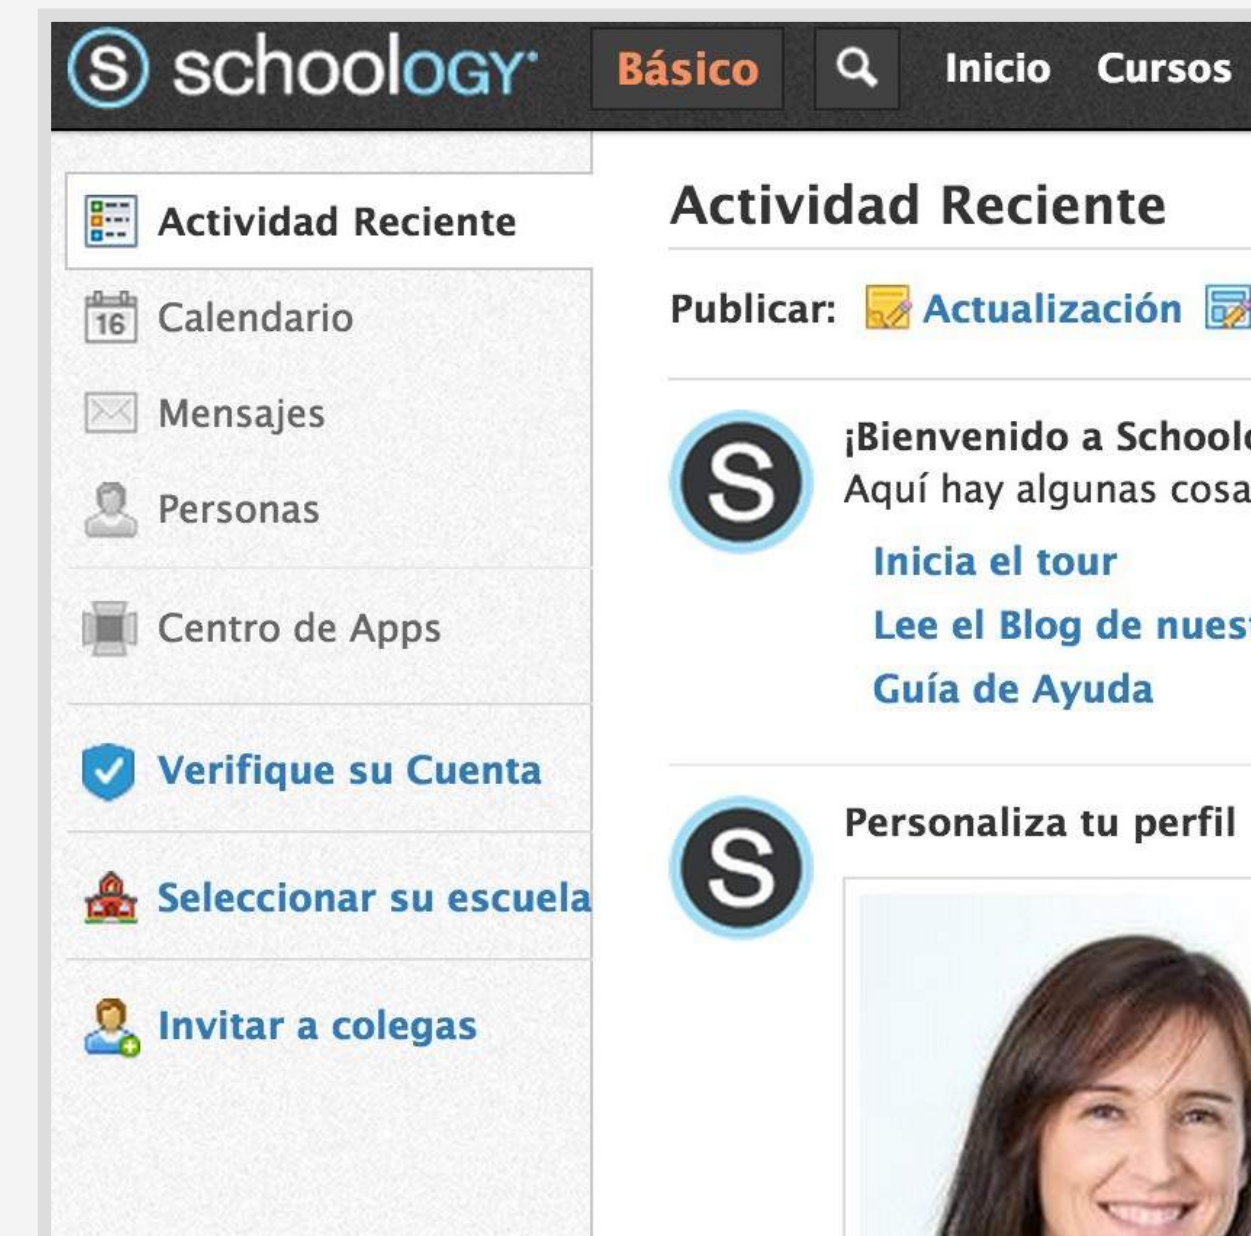 S schoology Básico Inicio Cursos
Actividad Reciente
16 Calendario
Mensajes
Personas
Centro de Apps
Verifique su Cuenta
Seleccionar su escuela
Invitar a colegas
Actividad Reciente
Publicar: Actualización
S
¡Bienvenido a
Aquí hay algunas
Inicia el tour
Lee el Blog de
Guía de Ayuda
S
Personaliza tu perfil